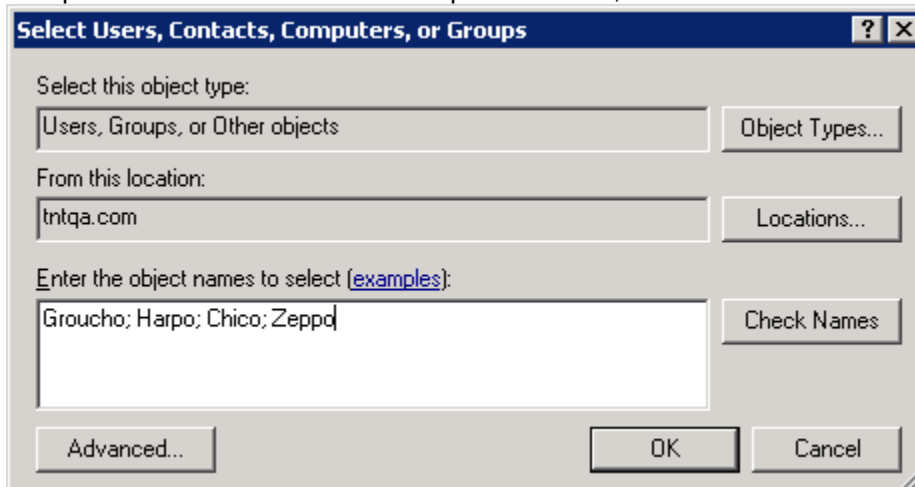 Select Users, Contacts, Computers, or Groups
Select this object type:
Users, Groups, or Other objects
Object Types...
From this location:
tntqa.com
Locations...
Enter the object names to select (examples):
Groucho; Harpo; Chico; Zeppo
Check Names
Advanced...
OK
Cancel